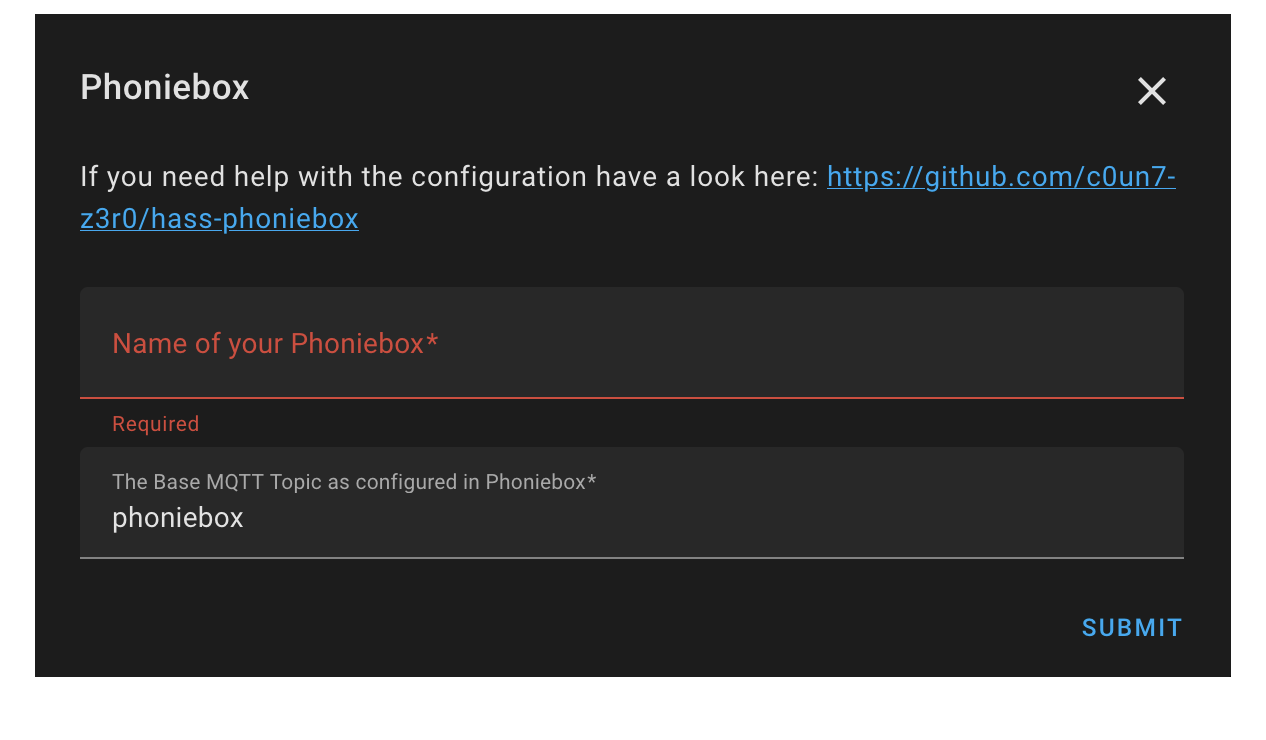 Phoniebox
If you need help with the configuration have a look here: https://github.com/c0un7-
z3r0/hass-phoniebox
Name of your Phoniebox*
Required
The Base MQTT Topic as configured in Phoniebox*
phoniebox
SUBMIT